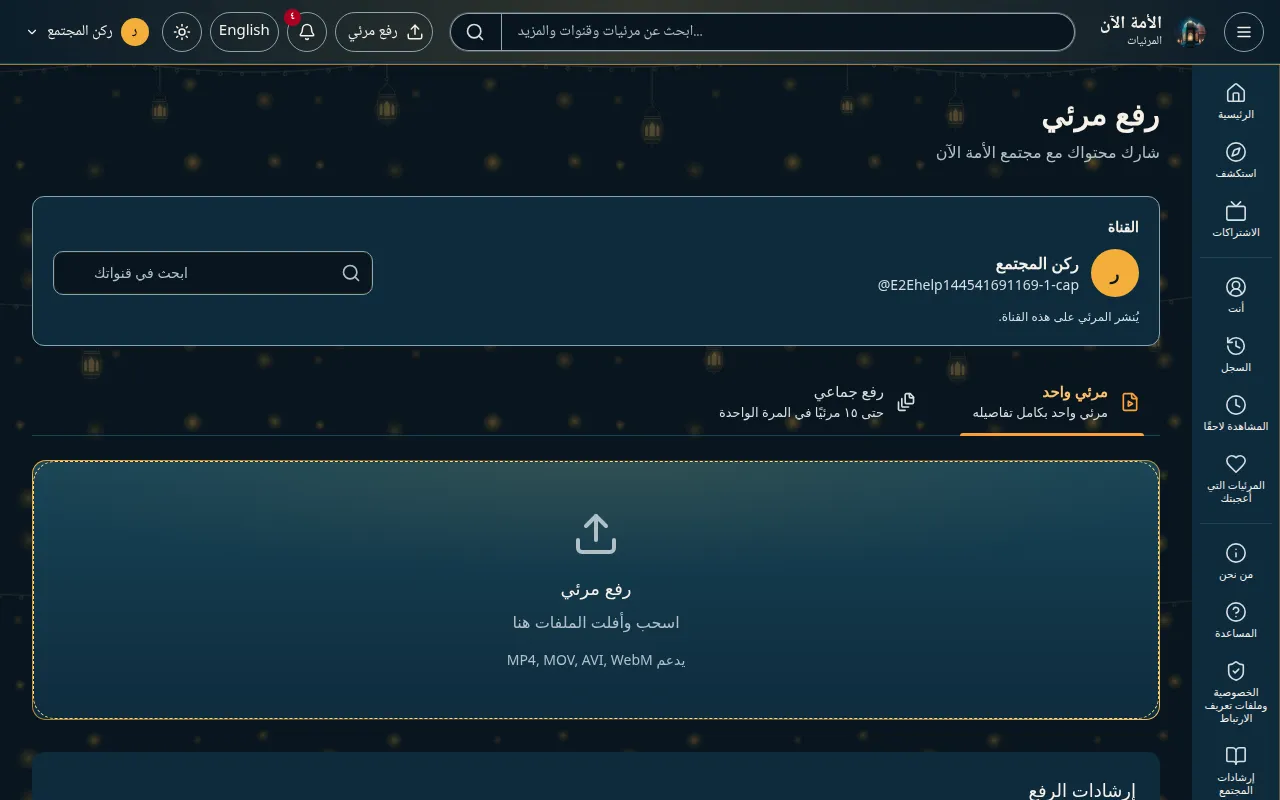 الأمة الآن
المرئيات
ابحث عن مرئيات وقنوات والمزيد...
رفع مرئي
٤
English
ر
ركن المجتمع
الرئيسية
استكشف
الاشتراكات
أنت
السجل
المشاهدة لاحقًا
المرئيات التي
أعجبتك
من نحن
المساعدة
الخصوصية
وملفات تعريف
الارتباط
إرشادات
المجتمع
رفع مرئي
شارك محتواك مع مجتمع الأمة الآن
القناة
ر
ركن المجتمع
@E2Ehelp144541691169-1-cap
يُنشر المرئي على هذه القناة.
ابحث في قنواتك
مرئي واحد
مرئي واحد بكامل تفاصيله
رفع جماعي
حتى ١٥ مرئيًا في المرة الواحدة
رفع مرئي
اسحب وأفلت الملفات هنا
يدعم MP4, MOV, AVI, WebM
إرشادات الرفع